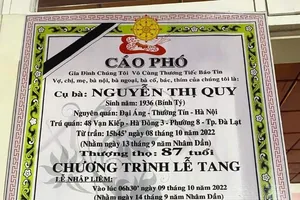 CÁO PHÓ
Gia Đình Chúng Tôi Vô Cùng Thương Tiếc Báo Tin
Vợ, chị, mẹ, bà nội, bà ngoại, bà cố, bác, thím của chúng tôi là:
Cụ bà: NGUYỄN THỊ QUY
Sinh năm: 1936 (Bính Tý)
Nguyên quán: Đại Áng - Thường Tín - Hà Nội
Trú quán: 48 Vạn Kiếp - Hà Đông 3 - Phường 8 - Tp. Đà Lạt
Từ trần: 15h45' ngày 08 tháng 10 năm 2022
(Nhằm ngày 13 tháng 9 năm Nhâm Dần)
Thượng thọ: 87 tuổi
CHƯƠNG TRÌNH LỄ TANG
LỄ NHẬP LIỆM:
Vào lúc 06h30' ngày 09 tháng 10 năm 2022
(Nhằm ngày 14 tháng 9 năm Nhâm Dần)